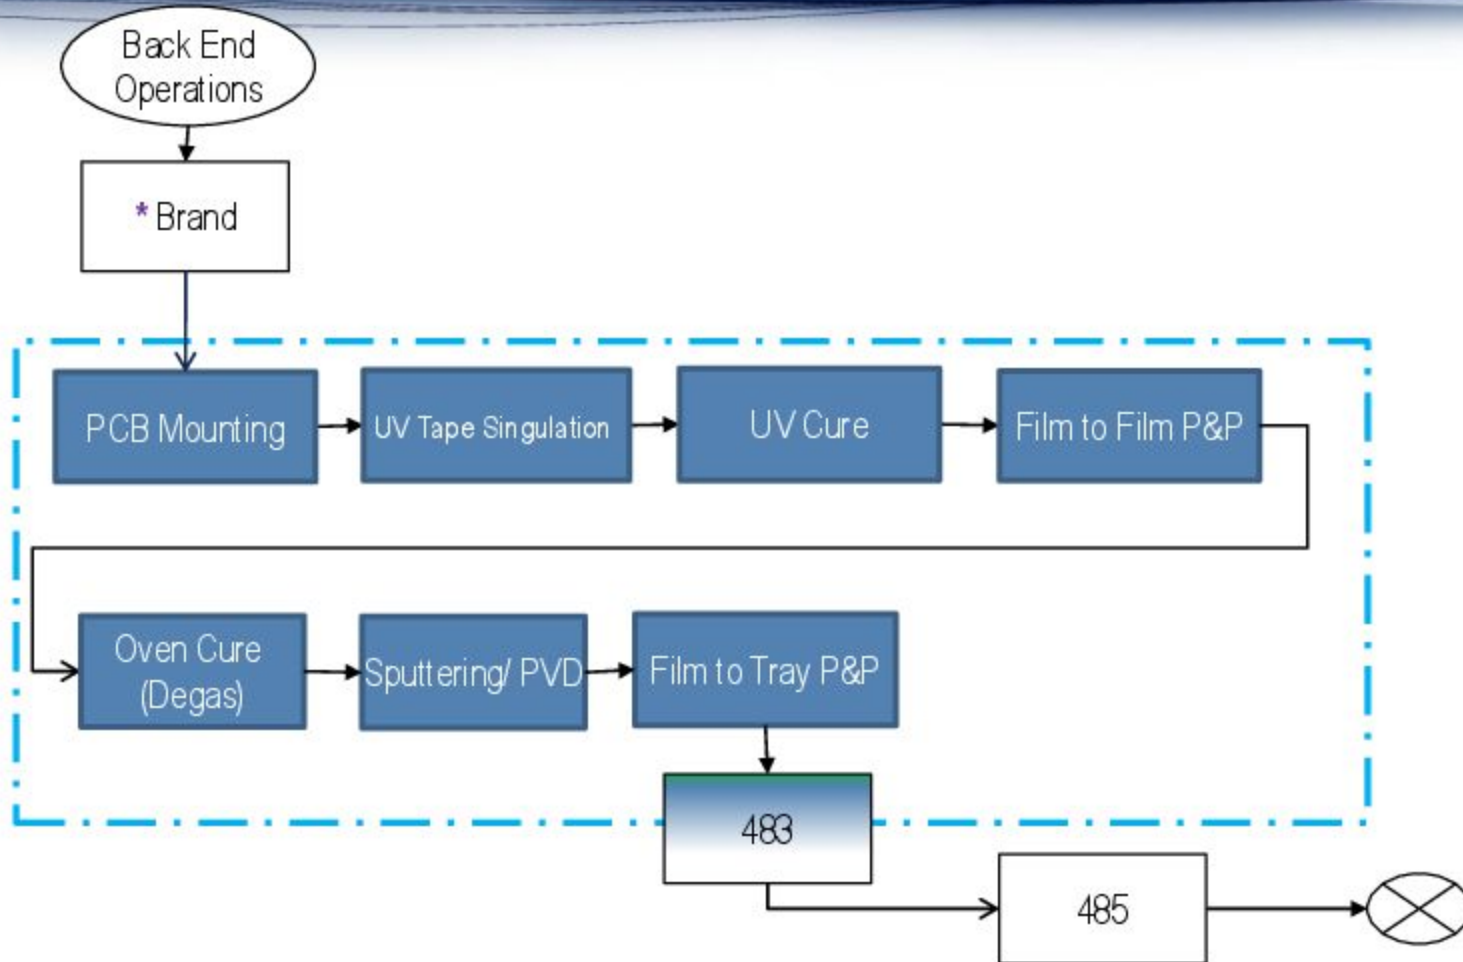 Back End
Operations
* Brand
PCB Mounting
UV Tape Singulation
UV Cure
Film to Film P&P
Oven Cure
(Degas)
Sputtering/ PVD
Film to Tray P&P
483
485